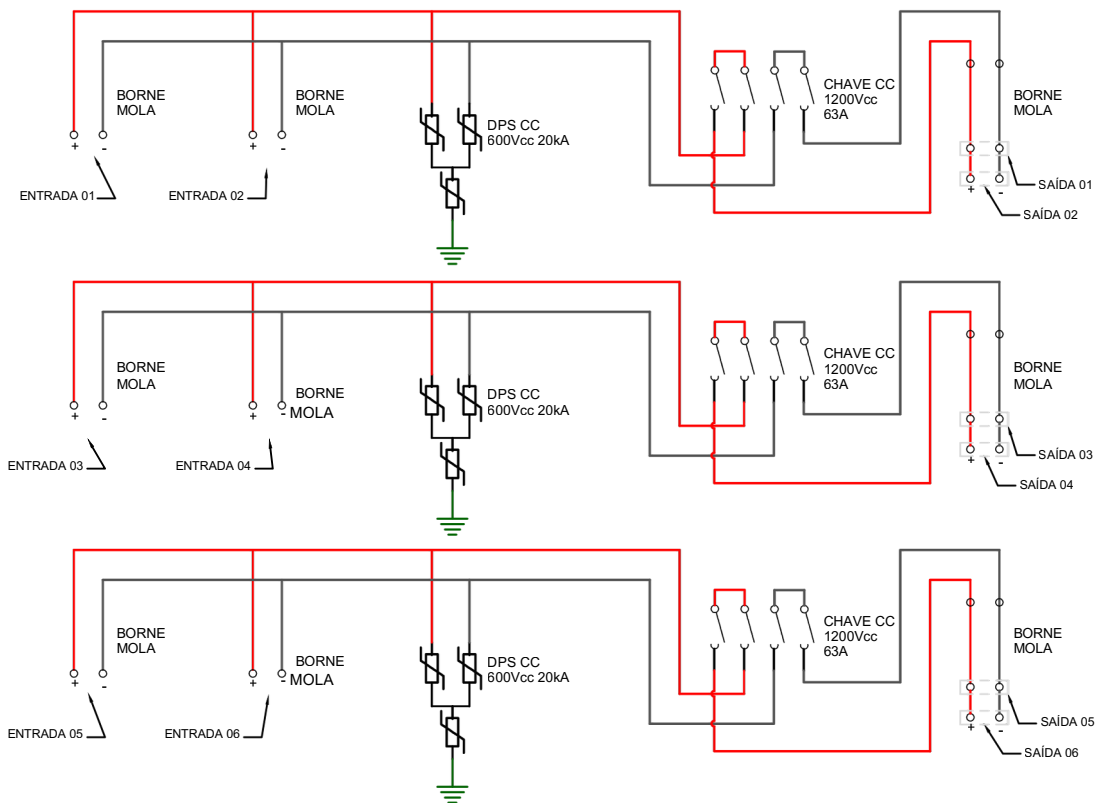 BORNE
MOLA
+
-
ENTRADA 01
BORNE
MOLA
+
-
ENTRADA 02
DPS CC
600Vcc 20kA
CHAVE CC
1200Vcc
63A
BORNE
MOLA
+
-
SAÍDA 01
SAÍDA 02
BORNE
MOLA
+
-
ENTRADA 03
BORNE
MOLA
+
-
ENTRADA 04
DPS CC
600Vcc 20kA
CHAVE CC
1200Vcc
63A
BORNE
MOLA
+
-
SAÍDA 03
SAÍDA 04
BORNE
MOLA
+
-
ENTRADA 05
BORNE
MOLA
+
-
ENTRADA 06
DPS CC
600Vcc 20kA
CHAVE CC
1200Vcc
63A
BORNE
MOLA
+
-
SAÍDA 05
SAÍDA 06